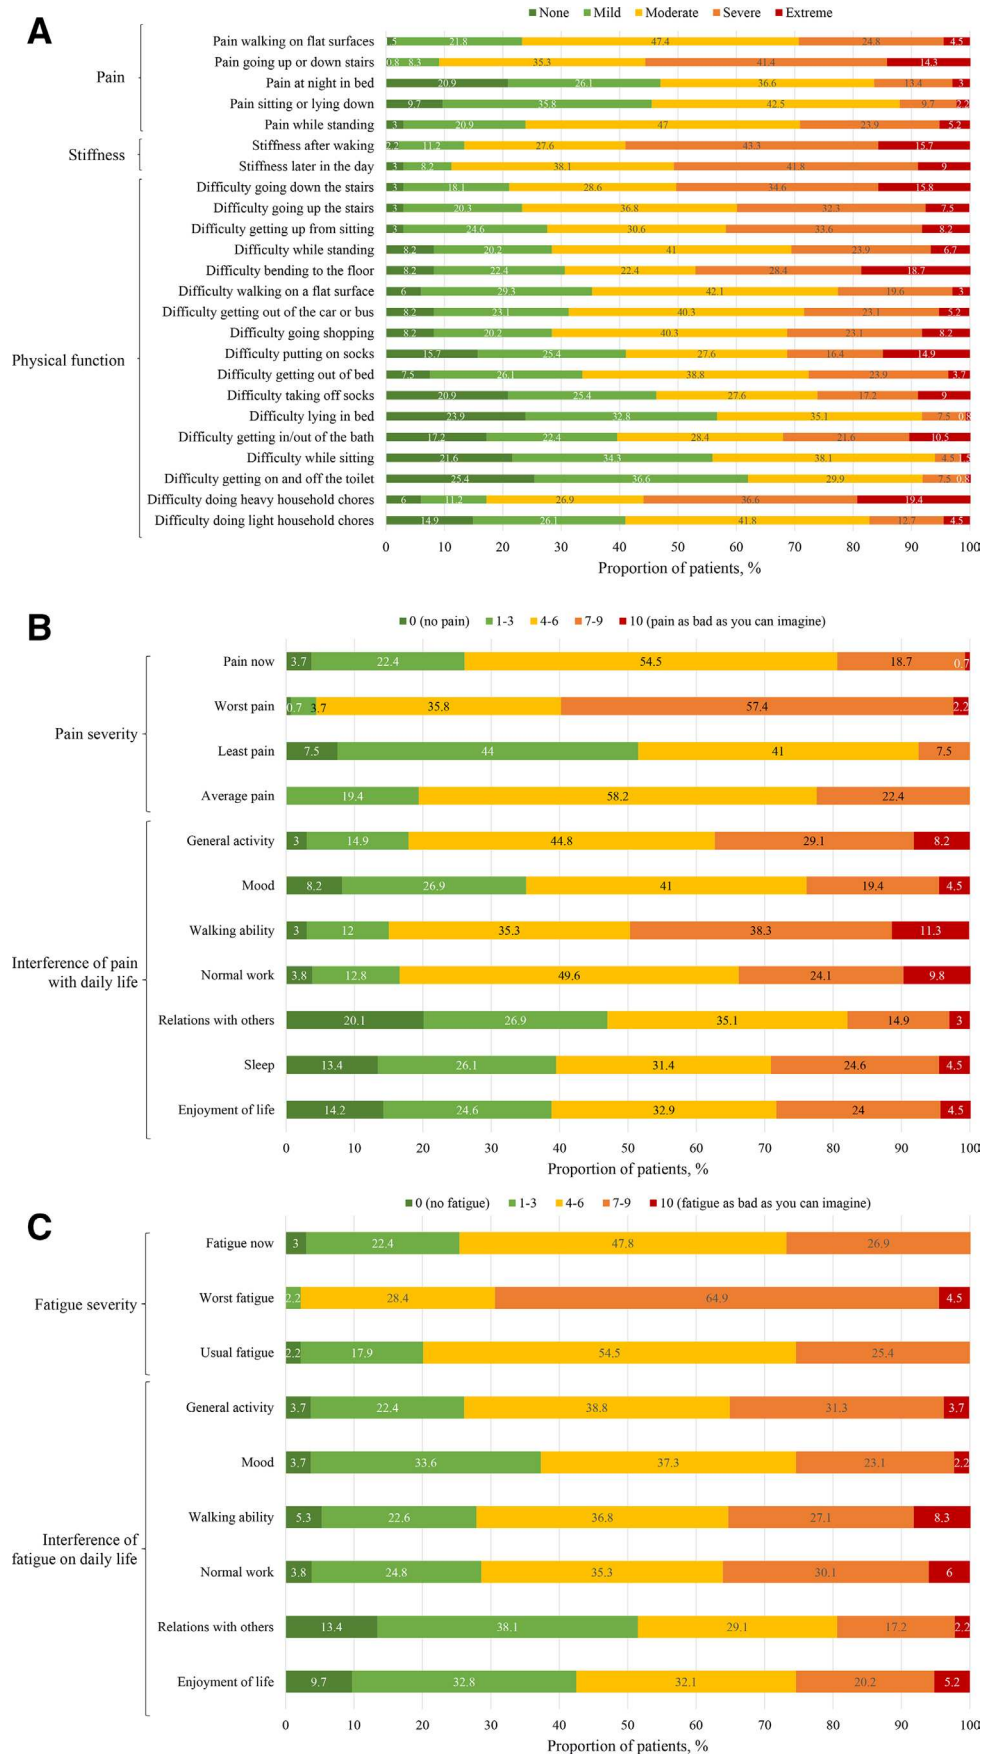 A
None Mild Moderate Severe Extreme
Pain
Pain walking on flat surfaces .5 21.8 47.4 24.8 4.5
Pain going up or down stairs 0.8 8.3 35.3 41.4 14.3
Pain at night in bed 20.9 26.1 36.6 13.4 3
Pain sitting or lying down 9.7 35.8 42.5 9.7 2.2
Pain while standing 3 20.9 47 23.9 5.2
Stiffness
Stiffness after waking 2.2 11.2 27.6 43.3 15.7
Stiffness later in the day 3 8.2 38.1 41.8 9
Physical function
Difficulty going down the stairs 3 18.1 28.6 34.6 15.8
Difficulty going up the stairs 3 20.3 36.8 32.3 7.5
Difficulty getting up from sitting 3 24.6 30.6 33.6 8.2
Difficulty while standing 8.2 20.2 41 23.9 6.7
Difficulty bending to the floor 8.2 22.4 22.4 28.4 18.7
Difficulty walking on a flat surface 6 29.3 42.1 19.6 3
Difficulty getting out of the car or bus 8.2 23.1 40.3 23.1 5.2
Difficulty going shopping 8.2 20.2 40.3 23.1 8.2
Difficulty putting on socks 15.7 25.4 27.6 16.4 14.9
Difficulty getting out of bed 7.5 26.1 38.8 23.9 3.7
Difficulty taking off socks 20.9 25.4 27.6 17.2 9
Difficulty lying in bed 23.9 32.8 35.1 7.5 0.8
Difficulty getting in/out of the bath 17.2 22.4 28.4 21.6 10.5
Difficulty while sitting 21.6 34.3 38.1 4.5 1.5
Difficulty getting on and off the toilet 25.4 36.6 29.9 7.5 0.8
Difficulty doing heavy household chores 6 11.2 26.9 36.6 19.4
Difficulty doing light household chores 14.9 26.1 41.8 12.7 4.5
0 10 20 30 40 50 60 70 80 90 100
Proportion of patients, %
B
0 (no pain) 1-3 4-6 7-9 10 (pain as bad as you can imagine)
Pain severity
Pain now 3.7 22.4 54.5 18.7 0.7
Worst pain 0.7 3.7 35.8 57.4 2.2
Least pain 7.5 44 41 7.5
Average pain 19.4 58.2 22.4
Interference of pain
with daily life
General activity 3 14.9 44.8 29.1 8.2
Mood 8.2 26.9 41 19.4 4.5
Walking ability 3 12 35.3 38.3 11.3
Normal work 3.8 12.8 49.6 24.1 9.8
Relations with others 20.1 26.9 35.1 14.9 3
Sleep 13.4 26.1 31.4 24.6 4.5
Enjoyment of life 14.2 24.6 32.9 24 4.5
0 10 20 30 40 50 60 70 80 90 100
Proportion of patients, %
C
0 (no fatigue) 1-3 4-6 7-9 10 (fatigue as bad as you can imagine)
Fatigue severity
Fatigue now 3 22.4 47.8 26.9
Worst fatigue 2.2 28.4 64.9 4.5
Usual fatigue 2.2 17.9 54.5 25.4
Interference of
fatigue on daily life
General activity 3.7 22.4 38.8 31.3 3.7
Mood 3.7 33.6 37.3 23.1 2.2
Walking ability 5.3 22.6 36.8 27.1 8.3
Normal work 3.8 24.8 35.3 30.1 6
Relations with others 13.4 38.1 29.1 17.2 2.2
Enjoyment of life 9.7 32.8 32.1 20.2 5.2
0 10 20 30 40 50 60 70 80 90 100
Proportion of patients, %